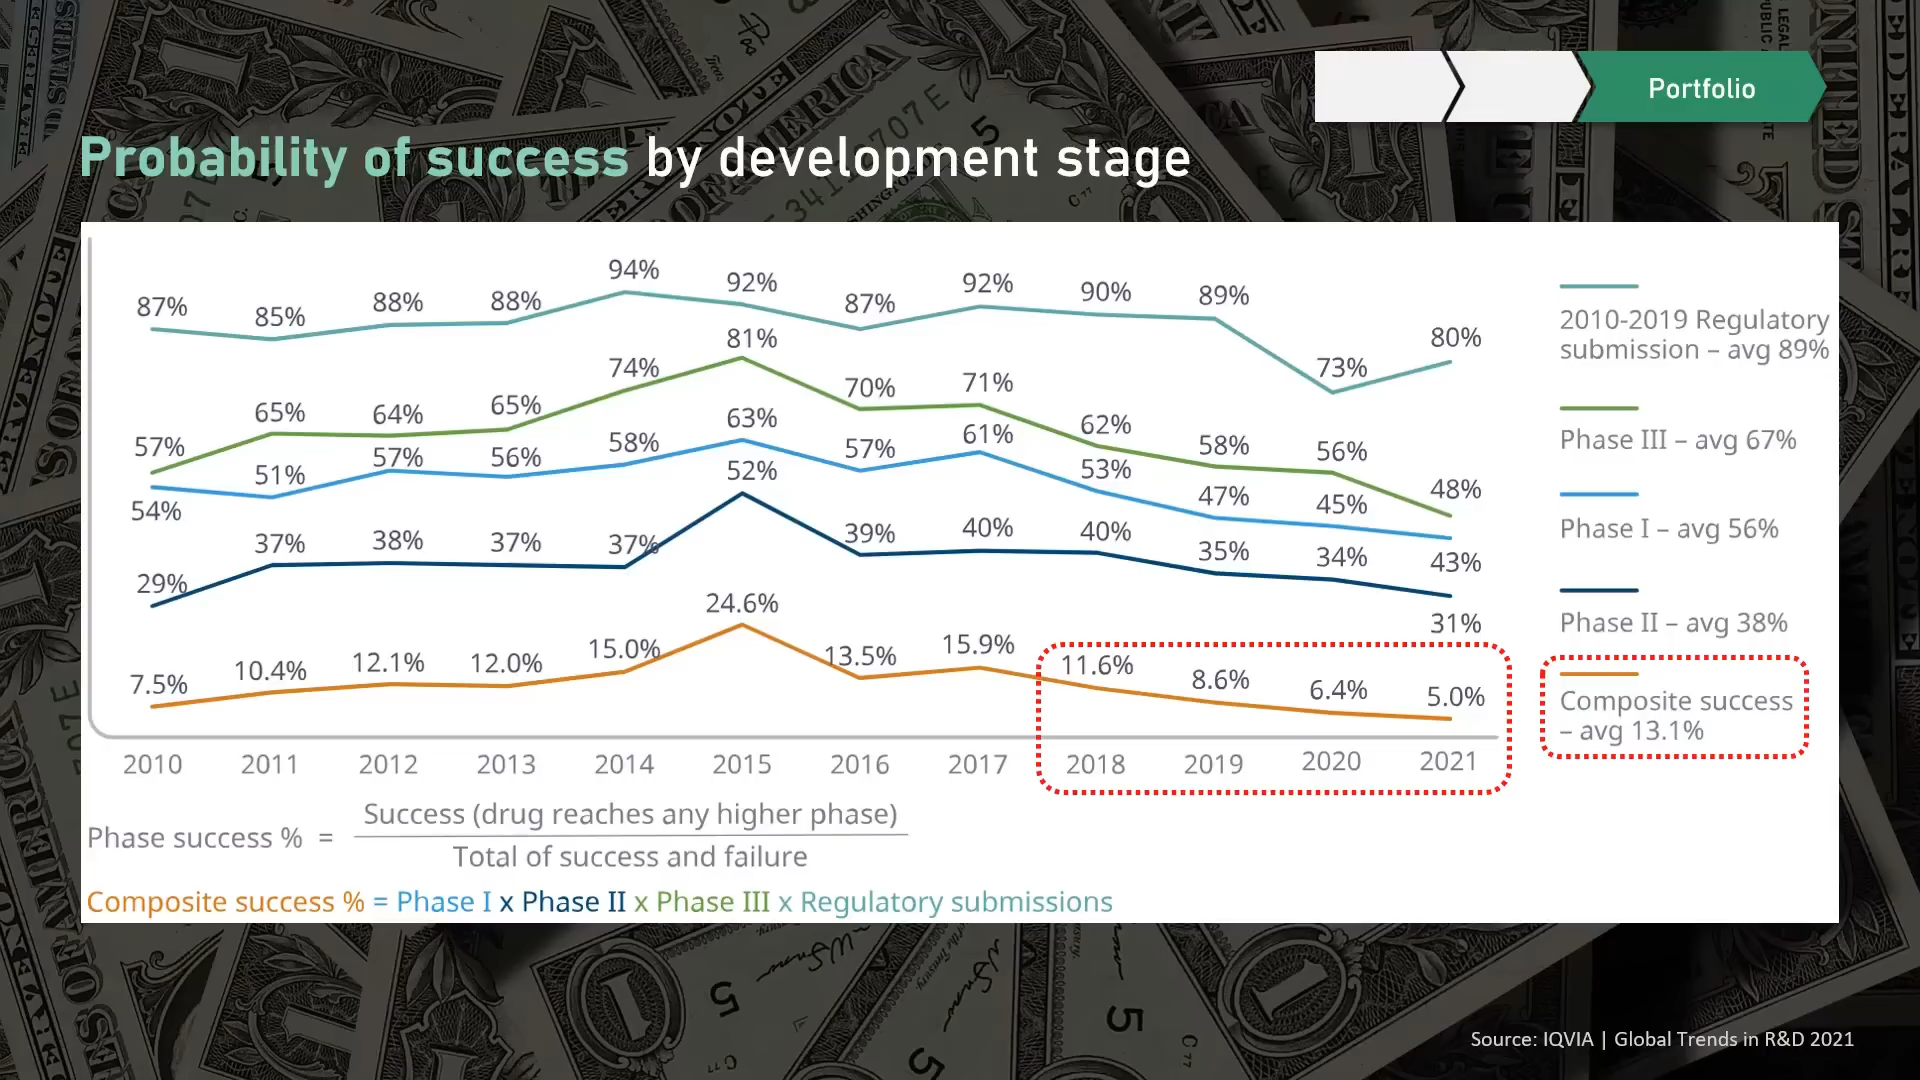 Portfolio
Probability of success by development stage
87% 85% 88% 88% 94% 92% 87% 92% 90% 89% 73% 80%
57% 65% 64% 65% 74% 81% 70% 71% 62% 58% 56% 48%
54% 51% 57% 56% 58% 63% 57% 61% 53% 47% 45% 43%
29% 37% 38% 37% 37% 52% 39% 40% 40% 35% 34% 31%
7.5% 10.4% 12.1% 12.0% 15.0% 24.6% 13.5% 15.9% 11.6% 8.6% 6.4% 5.0%
2010 2011 2012 2013 2014 2015 2016 2017 2018 2019 2020 2021
2010-2019 Regulatory
submission – avg 89%
Phase III – avg 67%
Phase I – avg 56%
Phase II – avg 38%
Composite success
– avg 13.1%
Success (drug reaches any higher phase)
Phase success % =
Total of success and failure
Composite success % = Phase I x Phase II x Phase III x Regulatory submissions
Source: IQVIA | Global Trends in R&D 2021